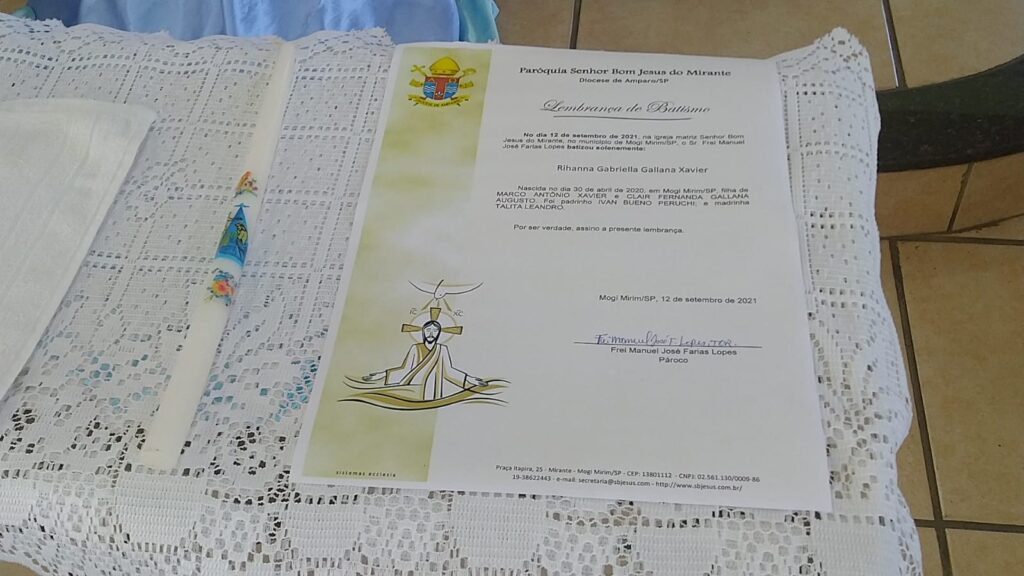 Paróquia Senhor Bom Jesus do Mirante
Diocese de Amparo/SP
DIOCESE DE AMPARO
Lembrança de Batismo
No dia 12 de setembro de 2021, na igreja matriz Senhor Bom
Jesus do Mirante, no município de Mogi Mirim/SP, o Sr. Frei Manuel
José Farias Lopes batizou solenemente:
Rihanna Gabriella Gallana Xavier
Nascida no dia 30 de abril de 2020, em Mogi Mirim/SP, filha de
MARCO ANTÔNIO XAVIER e CLAIR FERNANDA GALLANA
AUGUSTO. Foi padrinho IVAN BUENO PERUCHI; e madrinha
TALITA LEANDRO.
Por ser verdade, assino a presente lembrança.
Mogi Mirim/SP, 12 de setembro de 2021
Frei Manuel José Farias Lopes
Pároco
Praça Itapira, 25 - Mirante - Mogi Mirim/SP - CEP: 13801112 - CNPJ: 02.561.130/0009-86
19-38622443 - e-mail: secretaria@sbjesus.com - http://www.sbjesus.com.br/
sistemas ecclesia